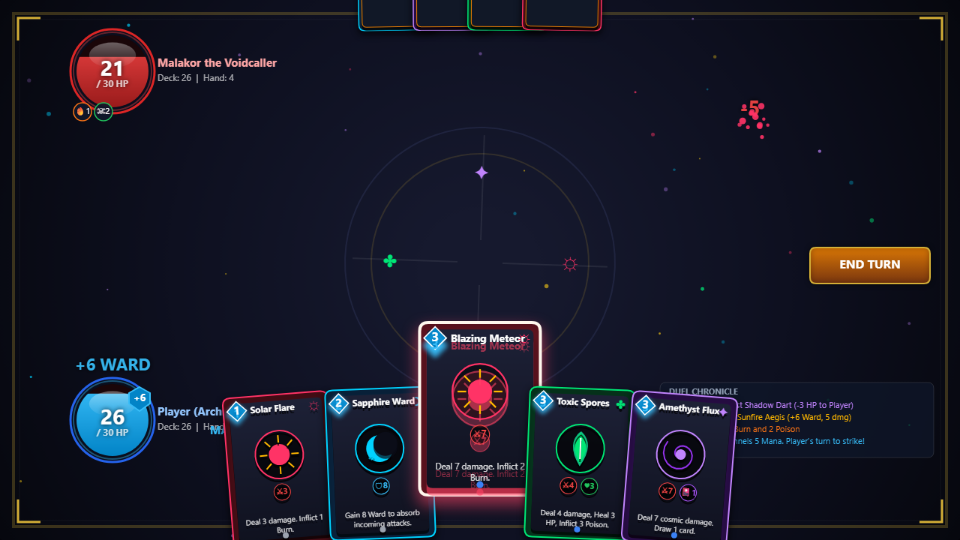 21
/ 30 HP
Malakor the Voidcaller
Deck: 26 | Hand: 4
1
2
-5
END TURN
+6 WARD
+6
26
/ 30 HP
Player (Arch
Deck: 26 |
1
Solar Flare
3
Deal 3 damage. Inflict 1
Burn.
2
Sapphire Ward
8
Gain 8 Ward to absorb
incoming attacks.
3
Blazing Meteor
7
Deal 7 damage. Inflict 2
Burn.
3
Toxic Spores
4
3
Deal 4 damage, Heal 3
HP, Inflict 3 Poison.
3
Amethyst Flux
7
1
Deal 7 cosmic damage.
Draw 1 card.
DUEL CHRONICLE
Shadow Dart (-3 HP to Player)
Sunfire Aegis (+6 Ward, 5 dmg)
Burn and 2 Poison
5 Mana. Player's turn to strike!